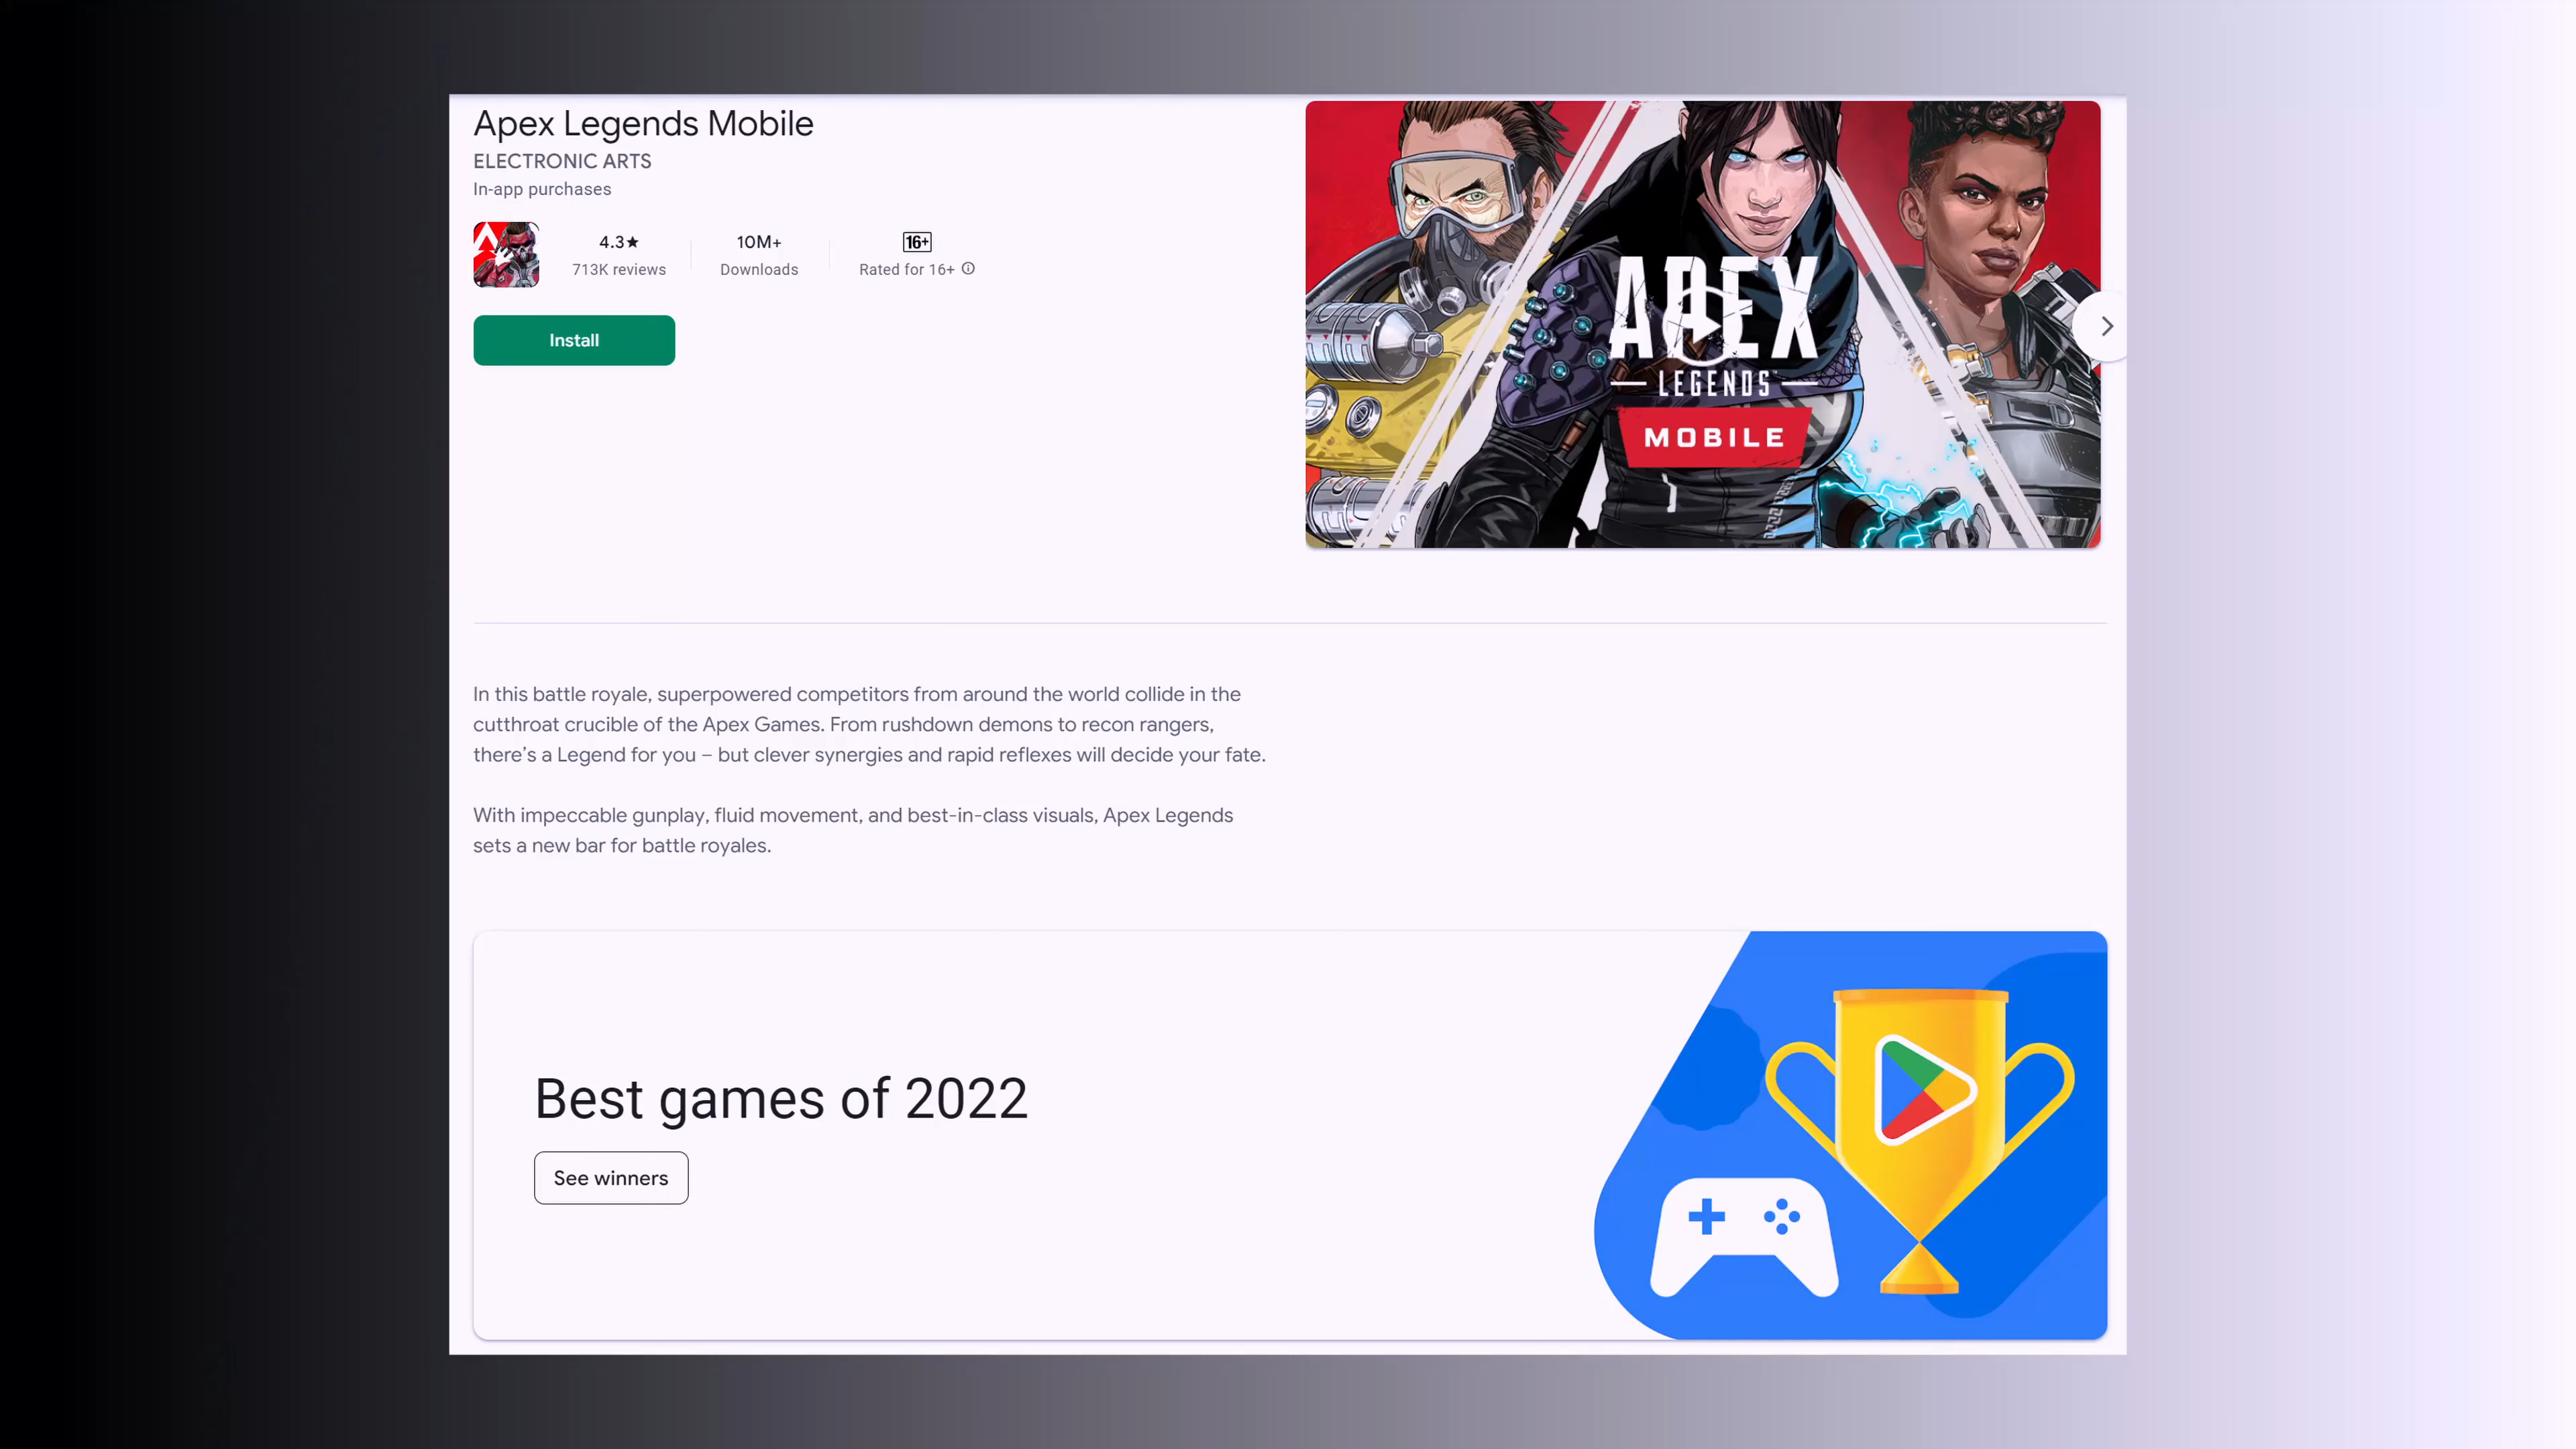 Apex Legends Mobile
ELECTRONIC ARTS
In-app purchases
4.3★
713K reviews
10M+
Downloads
16+
Rated for 16+
Install
APEX
LEGENDS
MOBILE
In this battle royale, superpowered competitors from around the world collide in the
cutthroat crucible of the Apex Games. From rushdown demons to recon rangers,
there's a Legend for you – but clever synergies and rapid reflexes will decide your fate.
With impeccable gunplay, fluid movement, and best-in-class visuals, Apex Legends
sets a new bar for battle royales.
Best games of 2022
See winners